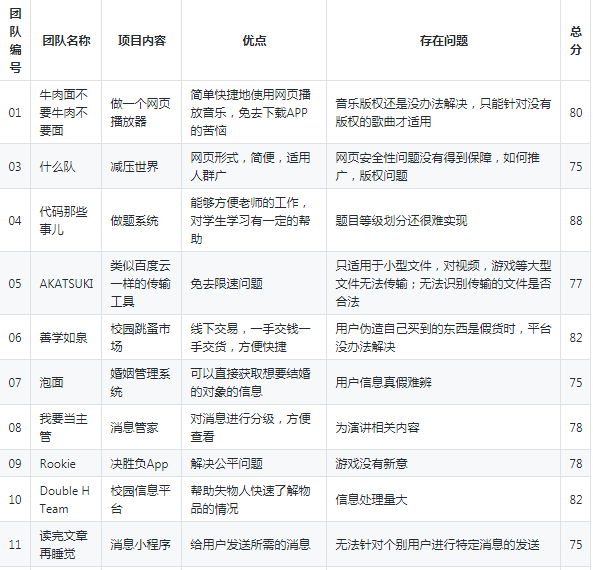 团
队
编
号
团队名称
项目内容
优点
存在问题
总
分
01
牛肉面不
要牛肉不
要面
做一个网页
播放器
简单快捷地使用网页播
放音乐，免去下载APP
的苦恼
音乐版权还是没办法解决，只能针对没有
版权的歌曲才适用
80
03
什么队
减压世界
网页形式，简便，适用
人群广
网页安全性问题没有得到保障，如何推
广，版权问题
75
04
代码那些
事儿
做题系统
能够方便老师的工作，
对学生学习有一定的帮
助
题目等级划分还很难实现
88
05
AKATSUKI
类似百度云
一样的传输
工具
免去限速问题
只适用于小型文件，对视频，游戏等大型
文件无法传输；无法识别传输的文件是否
合法
77
06
善学如泉
校园跳蚤市
场
线下交易，一手交钱一
手交货，方便快捷
用户伪造自己买到的东西是假货时，平台
没办法解决
82
07
泡面
婚姻管理系
统
可以直接获取想要结婚
的对象的信息
用户信息真假难辨
75
08
我要当主
管
消息管家
对消息进行分级，方便
查看
为演讲相关内容
78
09
Rookie
决胜负App
解决公平问题
游戏没有新意
78
10
Double H
Team
校园信息平
台
帮助失物人快速了解物
品的情况
信息处理量大
82
11
读完文章
再睡觉
消息小程序
给用户发送所需的消息
无法针对个别用户进行特定消息的发送
75